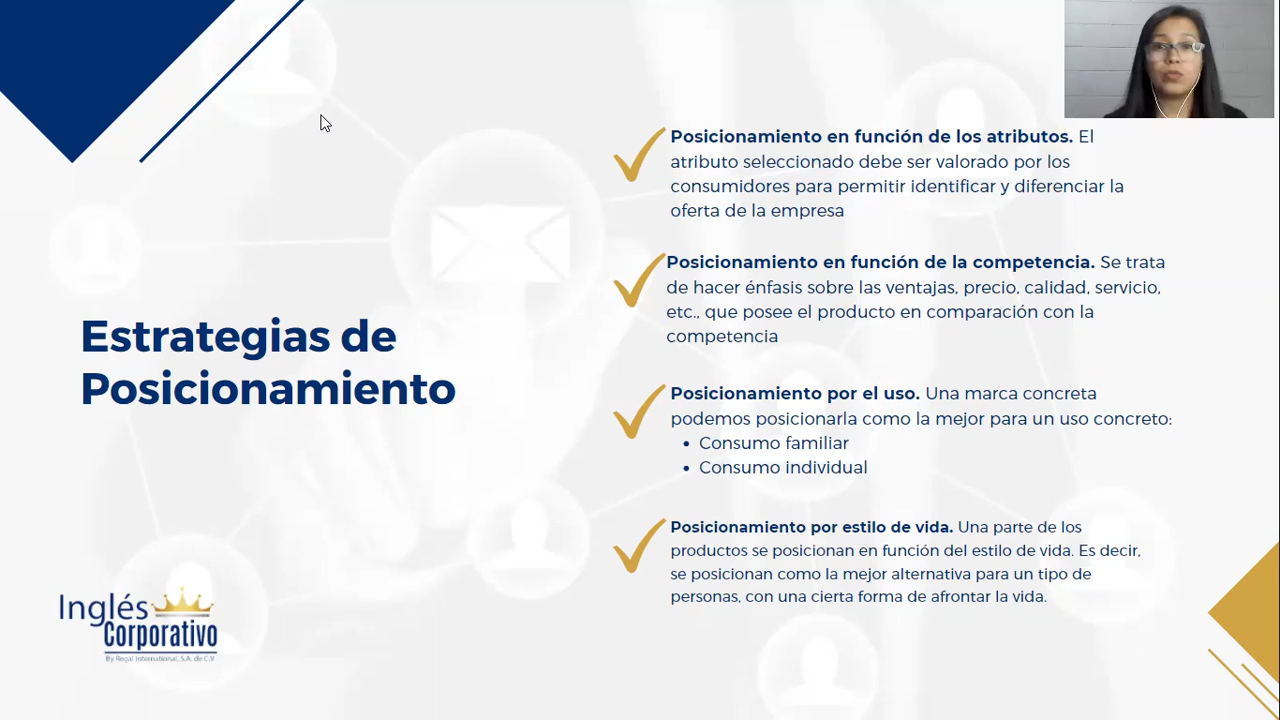 Estrategias de
Posicionamiento
Posicionamiento en función de los atributos. El
atributo seleccionado debe ser valorado por los
consumidores para permitir identificar y diferenciar la
oferta de la empresa
Posicionamiento en función de la competencia. Se trata
de hacer énfasis sobre las ventajas, precio, calidad, servicio,
etc., que posee el producto en comparación con la
competencia
Posicionamiento por el uso. Una marca concreta
podemos posicionarla como la mejor para un uso concreto:
• Consumo familiar
• Consumo individual
Posicionamiento por estilo de vida. Una parte de los
productos se posicionan en función del estilo de vida. Es decir,
se posicionan como la mejor alternativa para un tipo de
personas, con una cierta forma de afrontar la vida.
Inglés
Corporativo
By Regal International, S.A. de C.V